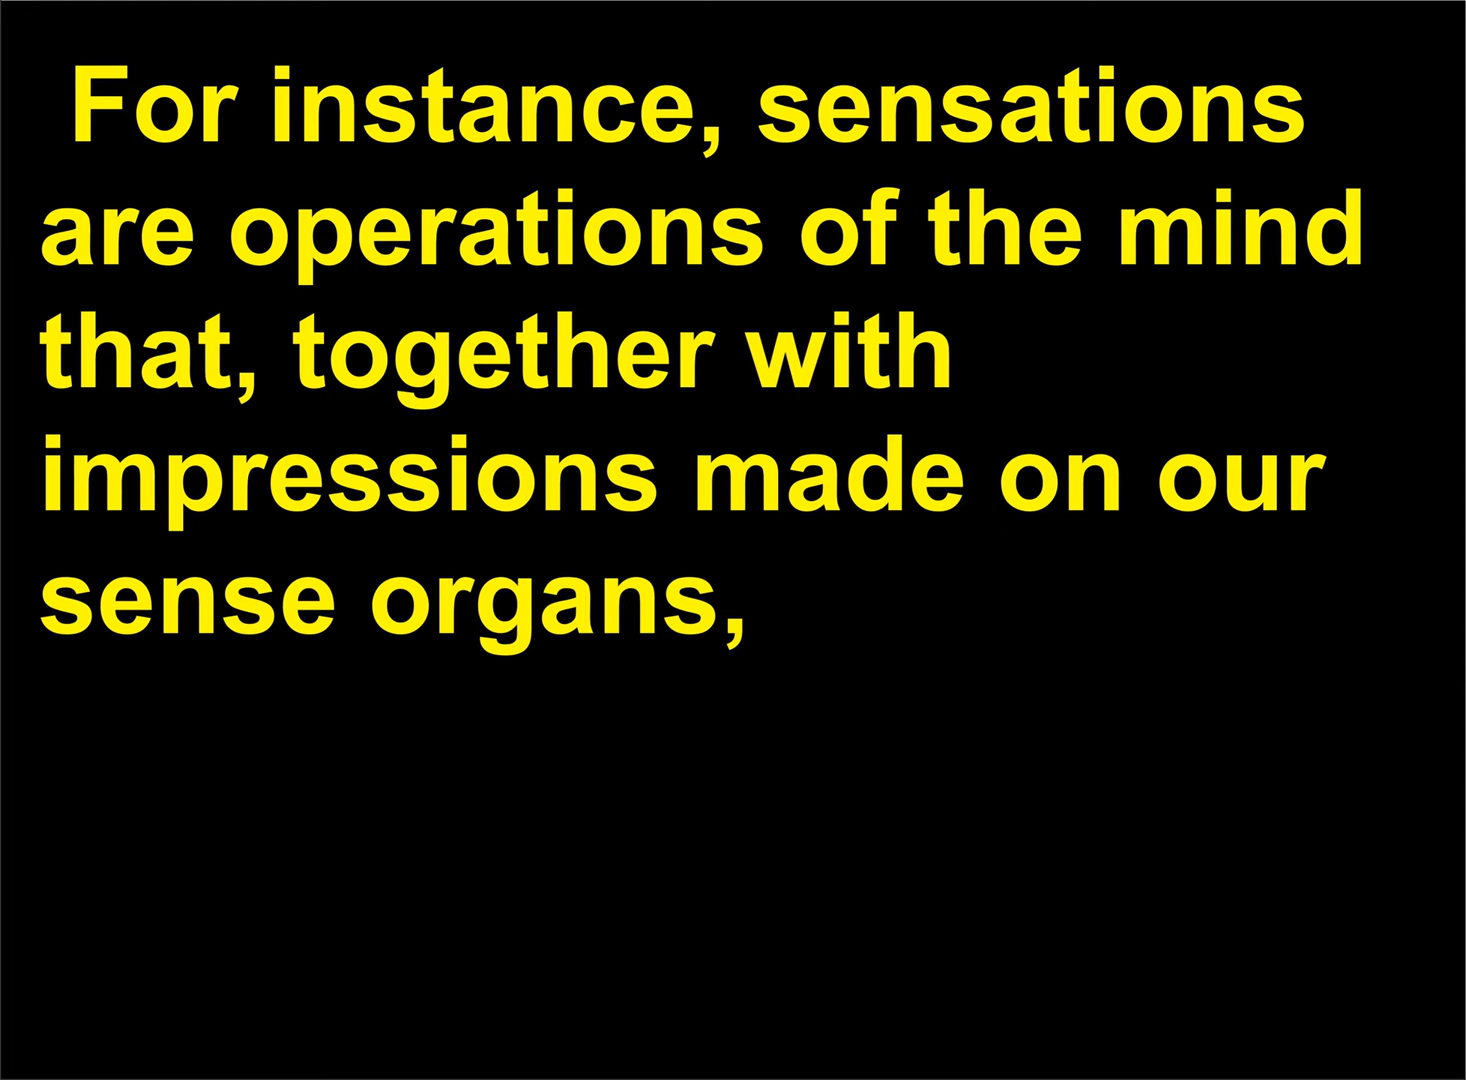 For instance, sensations
are operations of the mind
that, together with
impressions made on our
sense organs,